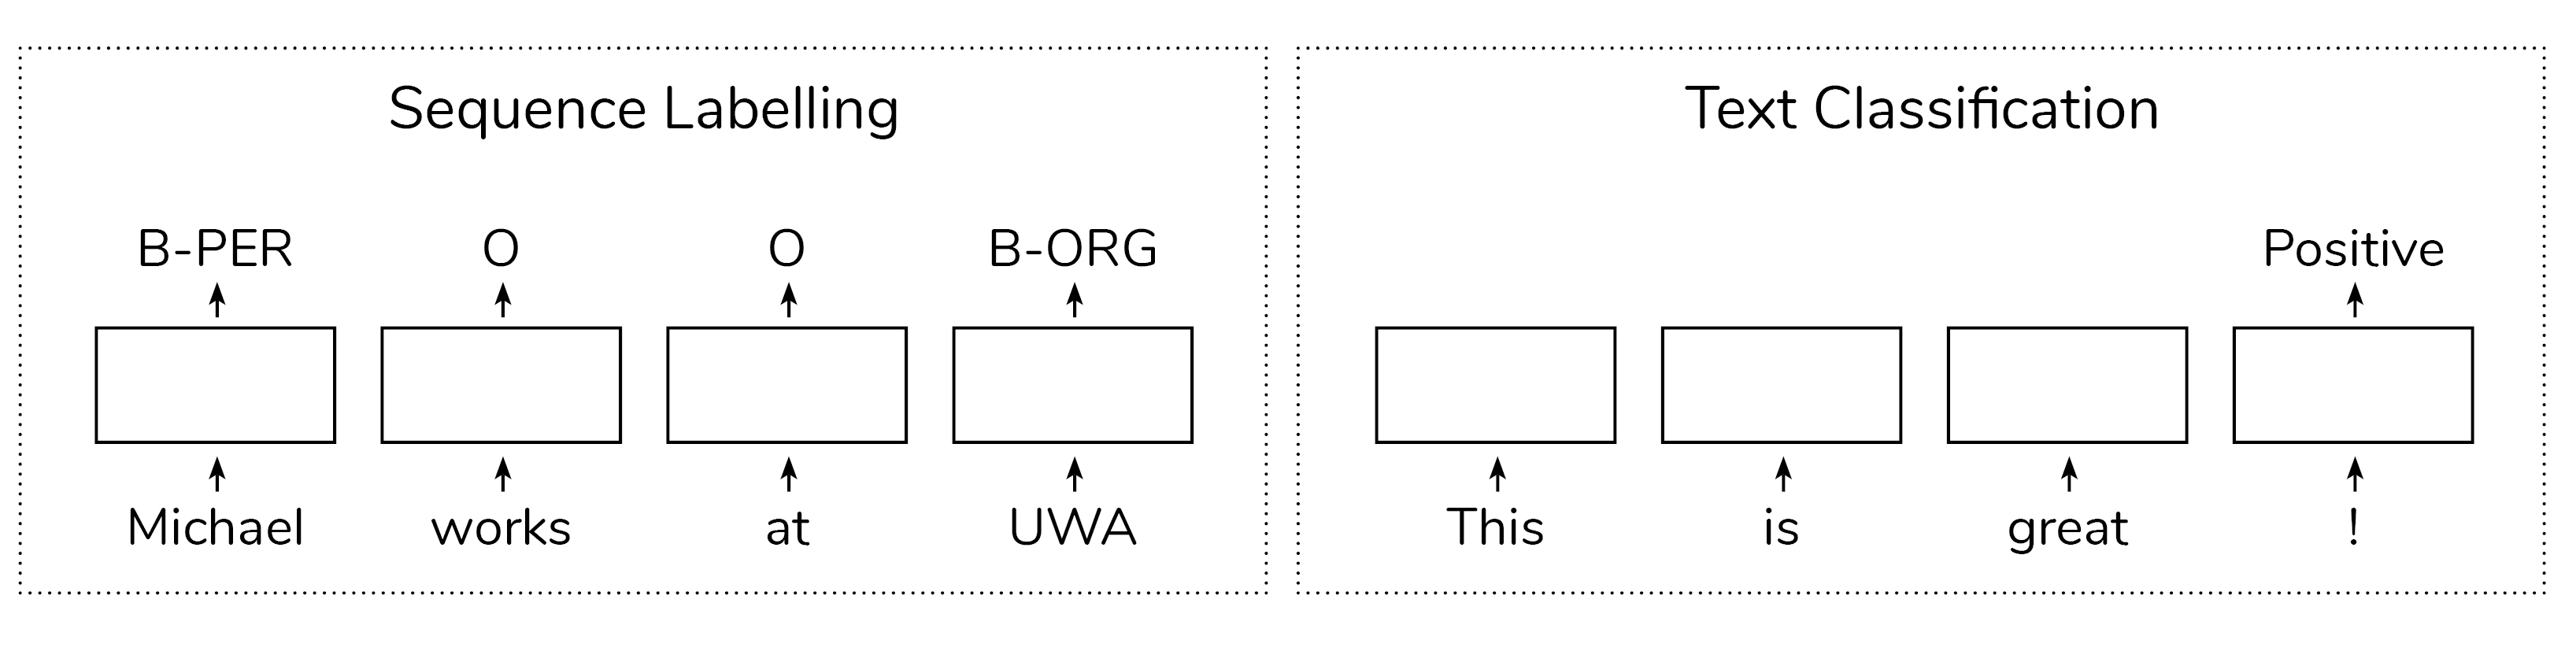 Sequence Labelling
B-PER O O B-ORG
Michael works at UWA
Text Classification
Positive
This is great !